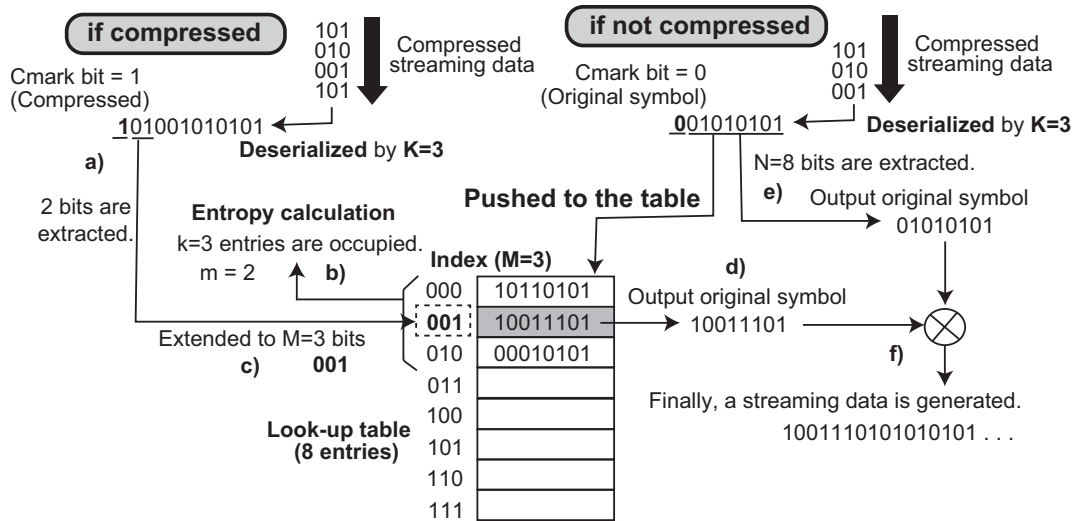 if compressed
101
010
001
101
Compressed
streaming data
Cmark bit = 1
(Compressed)
101001010101
Deserialized by K=3
a)
2 bits are
extracted.
if not compressed
101
010
001
Compressed
streaming data
Cmark bit = 0
(Original symbol)
001010101
Deserialized by K=3
N=8 bits are extracted.
e)
Pushed to the table
Output original symbol
01010101
Entropy calculation
k=3 entries are occupied.
m = 2
b)
Index (M=3)
000 10110101
001 10011101
010 00010101
011
100
101
110
111
Extended to M=3 bits
c) 001
d)
Output original symbol
10011101
f)
Look-up table
(8 entries)
Finally, a streaming data is generated.
1001110101010101 . . .